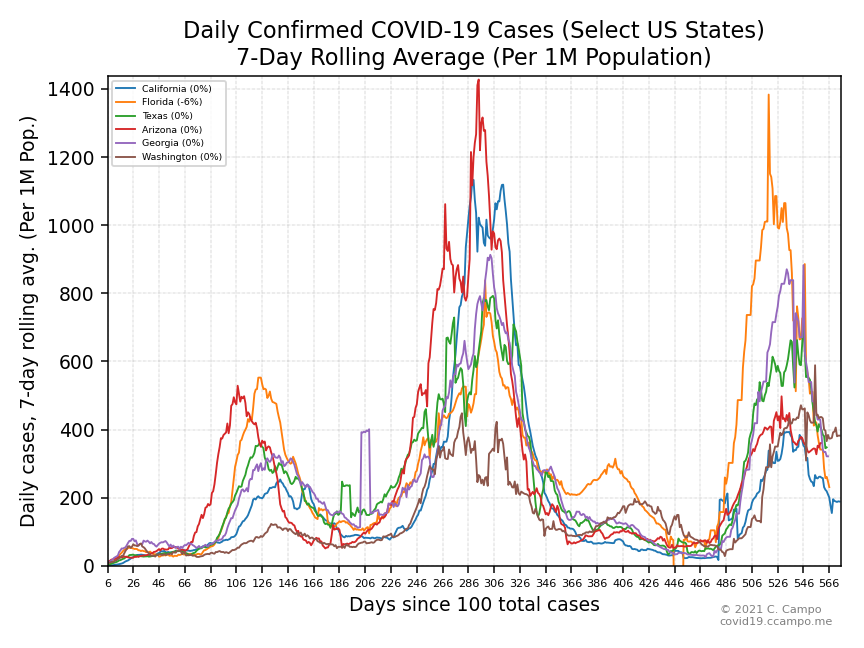 Daily Confirmed COVID-19 Cases (Select US States)
7-Day Rolling Average (Per 1M Population)
Daily cases, 7-day rolling avg. (Per 1M Pop.)
1400
1200
1000
800
600
400
200
0
California (0%)
Florida (-6%)
Texas (0%)
Arizona (0%)
Georgia (0%)
Washington (0%)
6 26 46 66 86 106 126 146 166 186 206 226 246 266 286 306 326 346 366 386 406 426 446 466 486 506 526 546 566
Days since 100 total cases
© 2021 C. Campo
covid19.ccampo.me